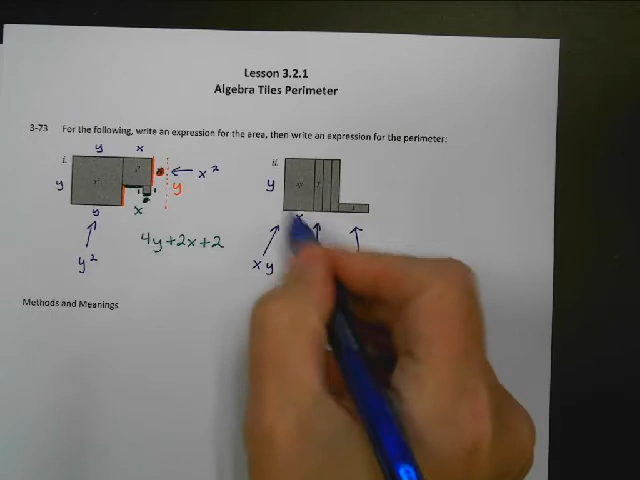 Lesson 3.2.1
Algebra Tiles Perimeter
3-73 For the following, write an expression for the area, then write an expression for the perimeter:
i. y x
y
x²
y
y x
y²
4y+2x+2
ii.
y
x
xy
Methods and Meanings